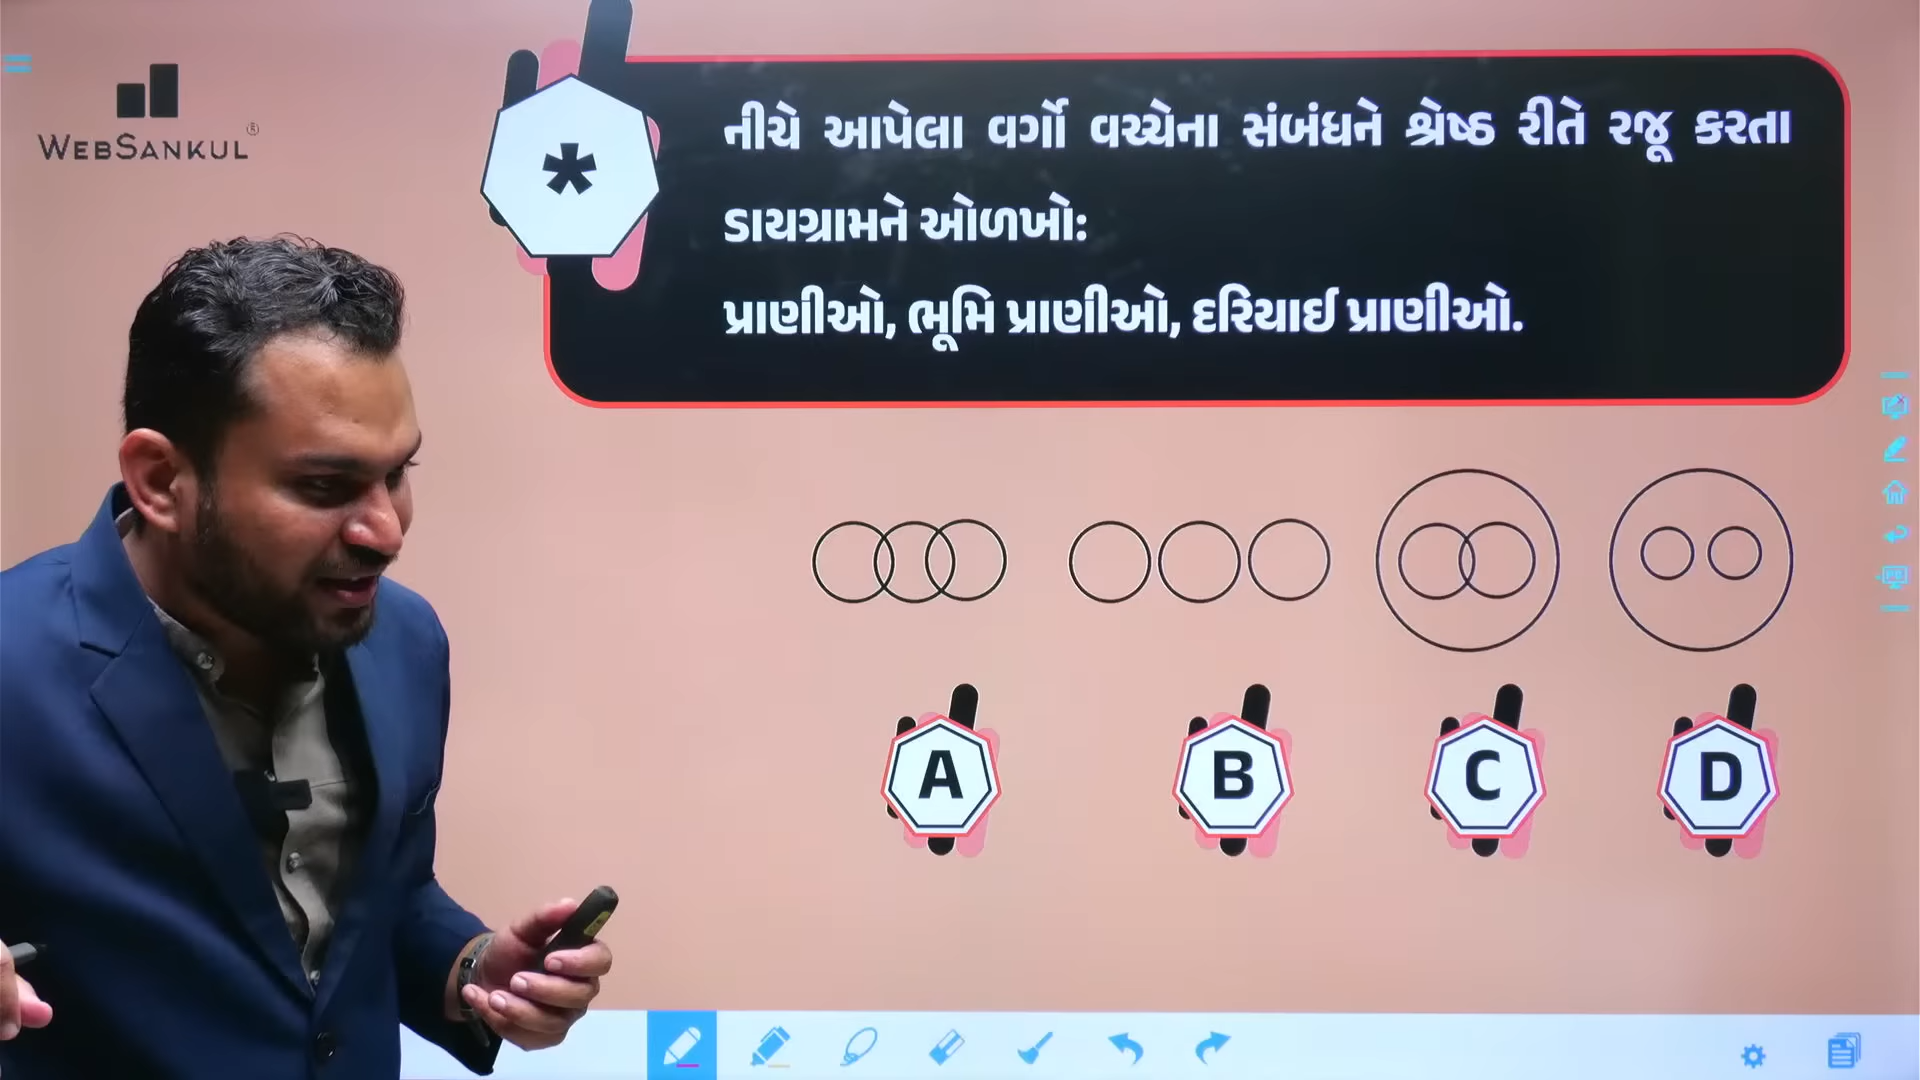 WEBSANKUL®
*
નીચે આપેલા વર્ગો વચ્ચેના સંબંધને શ્રેષ્ઠ રીતે રજૂ કરતા
ડાયગ્રામને ઓળખો:
પ્રાણીઓ, ભૂમિ પ્રાણીઓ, દરિયાઈ પ્રાણીઓ.
A
B
C
D